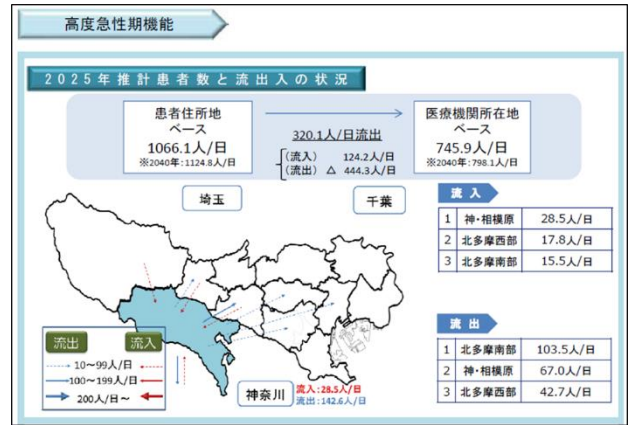 高度急性期機能
2025年推計患者数と流出入の状況
患者住所地
ベース
1066.1人/日
※2040年：1124.8人/日
320.1人/日流出
（流入） 124.2人/日
（流出） △ 444.3人/日
医療機関所在地
ベース
745.9人/日
※2040年：798.1人/日
埼玉
千葉
流入
1 神・相模原 28.5人/日
2 北多摩西部 17.8人/日
3 北多摩南部 15.5人/日
流出
1 北多摩南部 103.5人/日
2 神・相模原 67.0人/日
3 北多摩西部 42.7人/日
流出 流入
10～99人/日
100～199人/日
200人/日～
神奈川
流入：28.5人/日
流出：142.6人/日